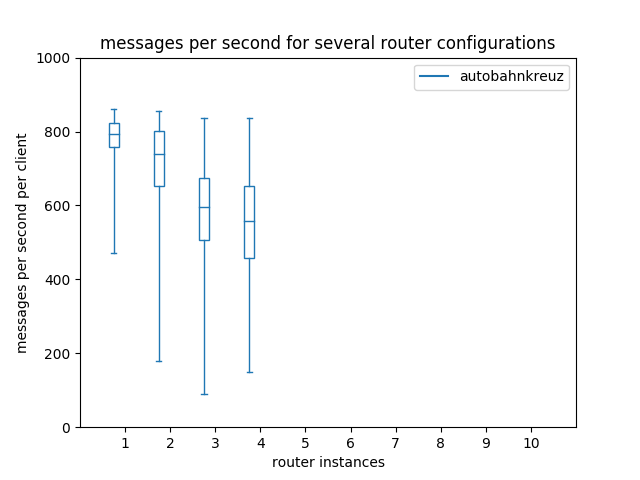 messages per second for several router configurations
autobahnkreuz
messages per second per client
1000
800
600
400
200
0
1 2 3 4 5 6 7 8 9 10
router instances